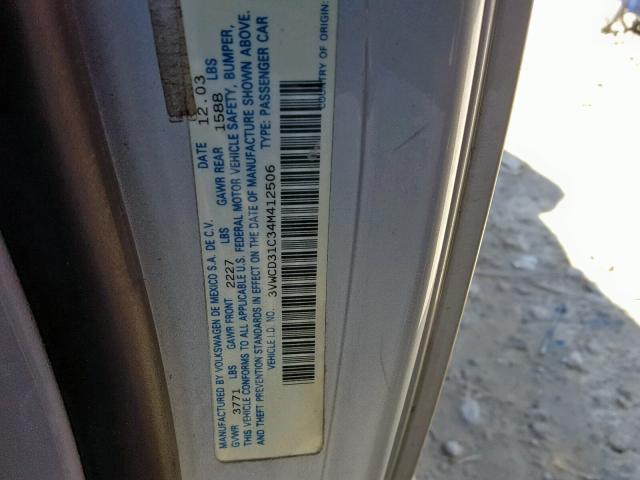 MANUFACTURED BY VOLKSWAGEN DE MEXICO S.A. DE C.V. DATE 12.03
GVWR 3771 LBS GAWR FRONT 2227 LBS GAWR REAR 1588 LBS
THIS VEHICLE CONFORMS TO ALL APPLICABLE U.S. FEDERAL MOTOR VEHICLE SAFETY, BUMPER,
AND THEFT PREVENTION STANDARDS IN EFFECT ON THE DATE OF MANUFACTURE SHOWN ABOVE.
VEHICLE I.D. NO. 3VWCD31C34M412506 TYPE: PASSENGER CAR
COUNTRY OF ORIGIN: